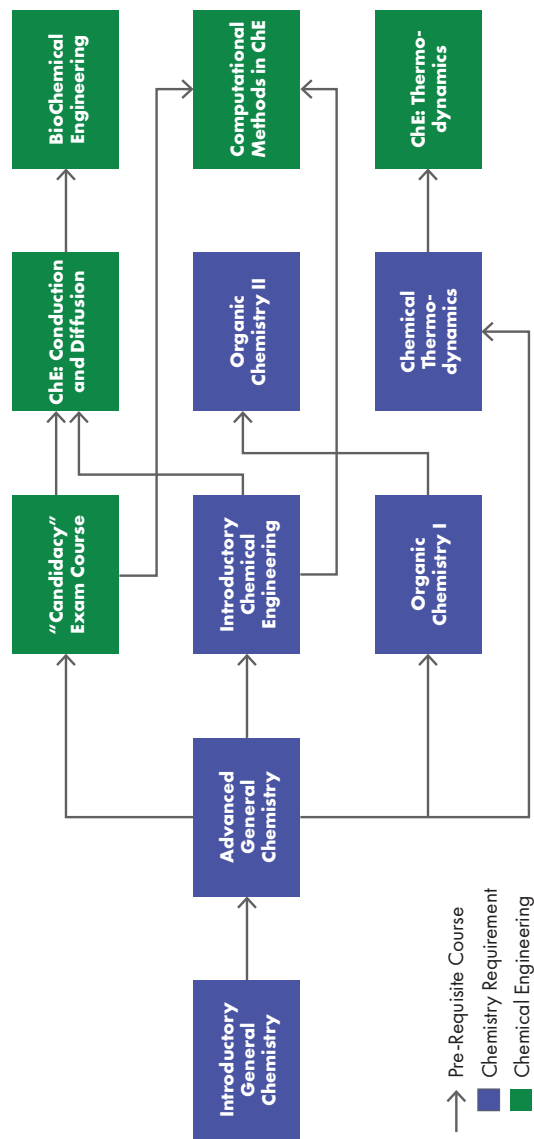 Introductory
General
Chemistry
Advanced
General
Chemistry
“Candidacy”
Exam Course
Introductory
Chemical
Engineering
Organic
Chemistry I
ChE: Conduction
and Diffusion
Organic
Chemistry II
Chemical
Thermo-
dynamics
BioChemical
Engineering
Computational
Methods in ChE
ChE: Thermo-
dynamics
Pre-Requisite Course
Chemistry Requirement
Chemical Engineering